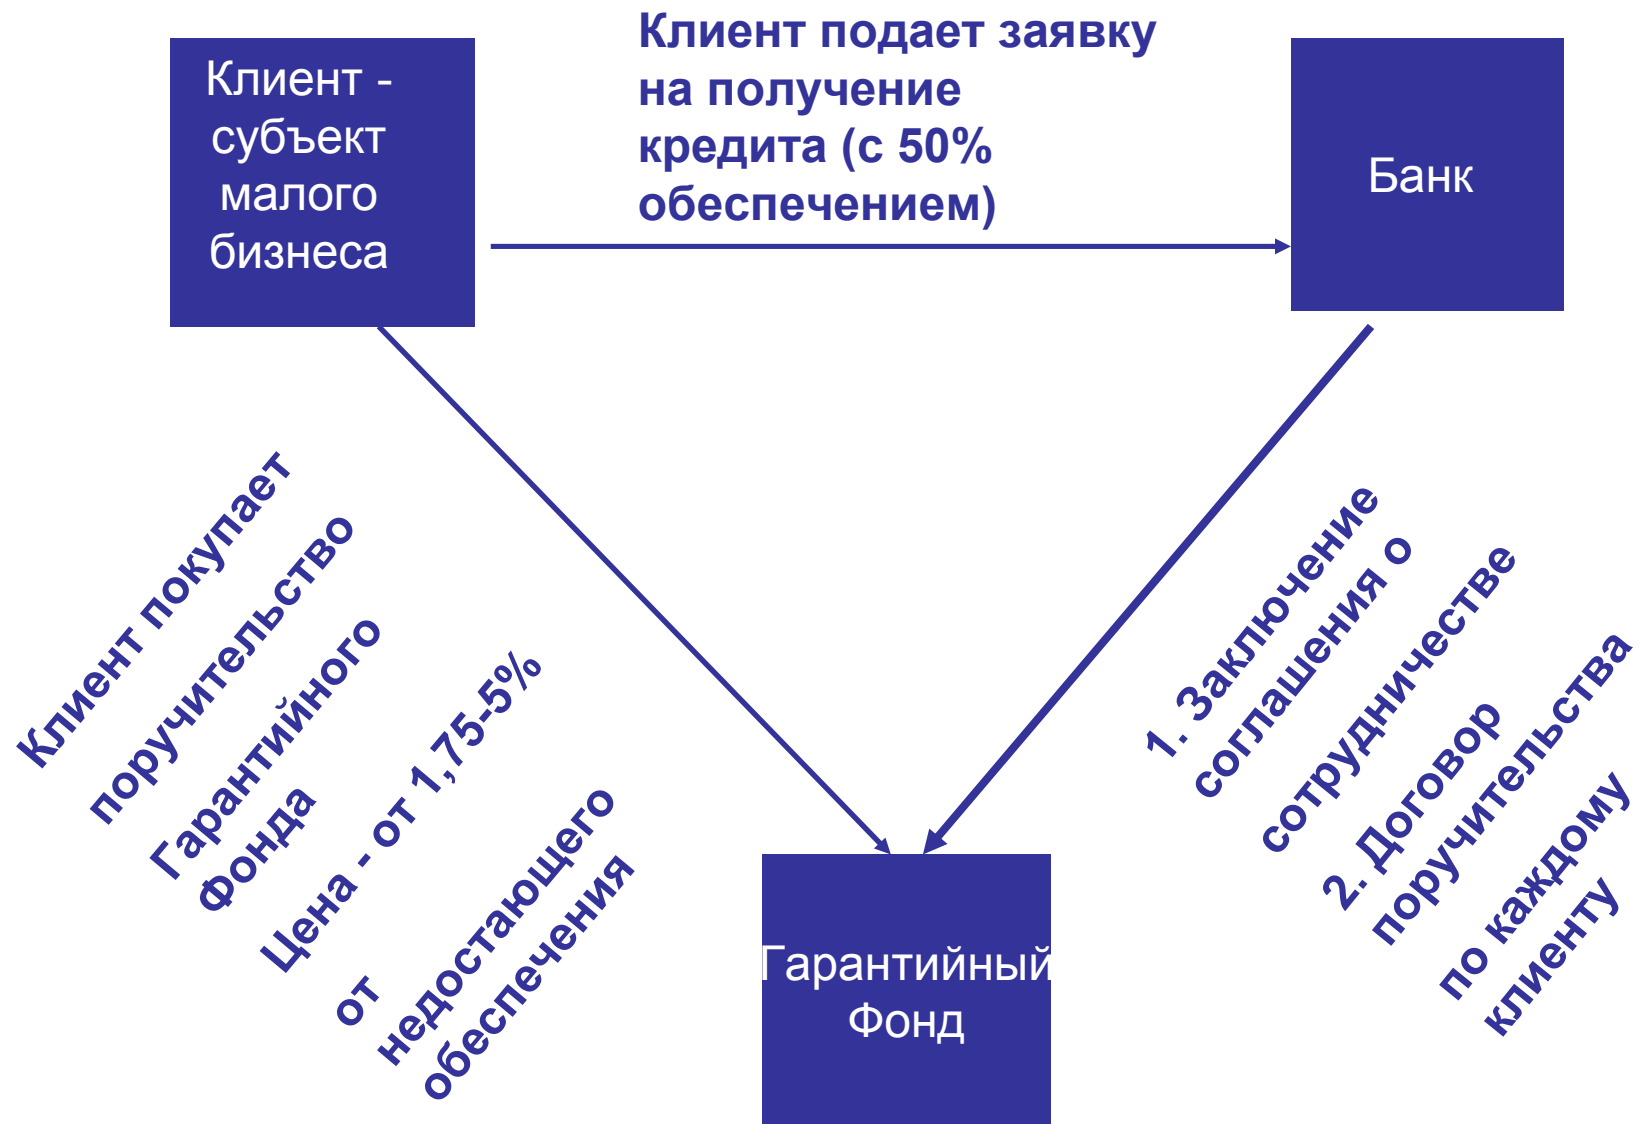 Клиент -
субъект
малого
бизнеса
Клиент подает заявку
на получение
кредита (с 50%
обеспечением)
Банк
Клиент покупает
поручительство
Гарантийного
Фонда
Цена - от 1,75-5%
от
недостающего
обеспечения
1. Заключение
соглашения о
сотрудничестве
2. Договор
поручительства
по каждому
клиенту
Гарантийный
Фонд